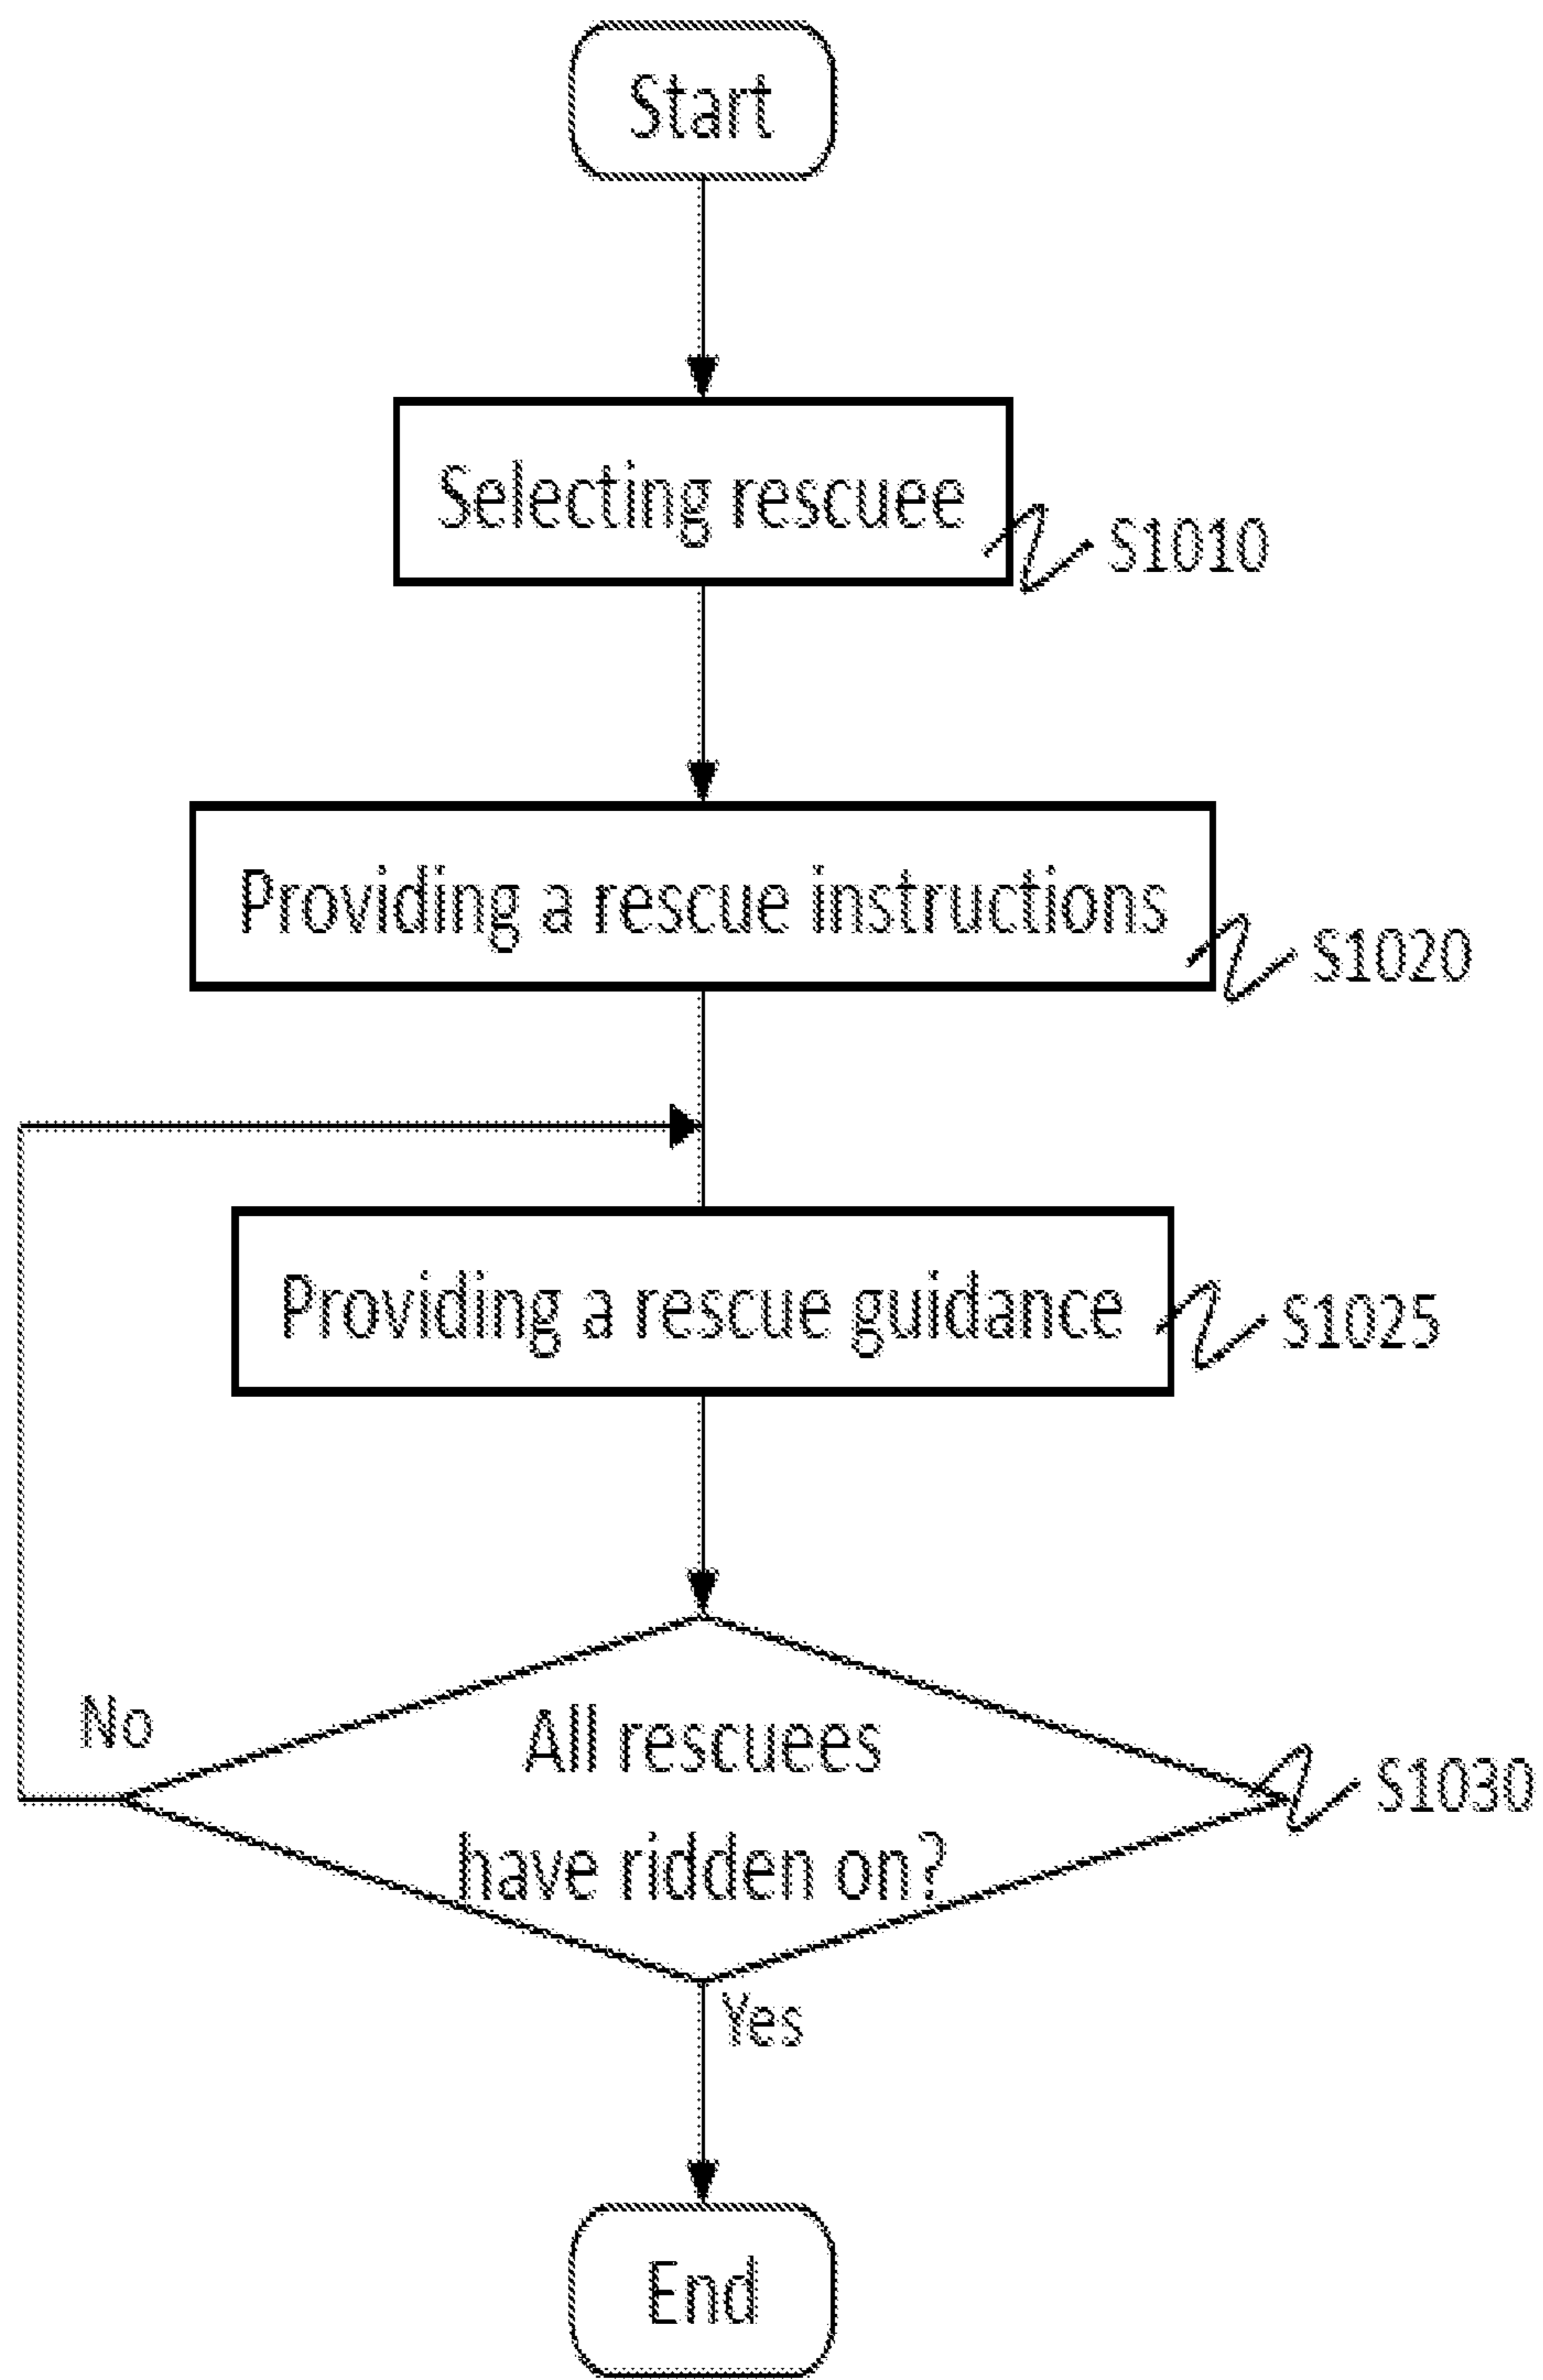 Start
Selecting rescuee
S1010
Providing a rescue instructions
S1020
Providing a rescue guidance
S1025
All rescuees
have ridden on?
S1030
No
Yes
End